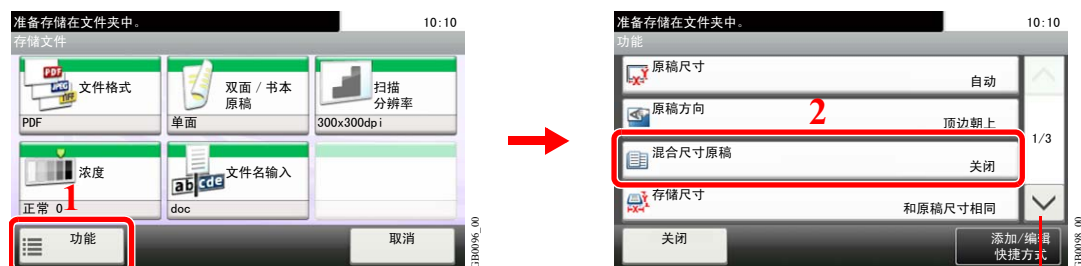 准备存储在文件夹中。 10:10
存储文件
PDF JPEG TIFF
文件格式
PDF
双面 / 书本
原稿
单面
扫描
分辨率
300x300dpi
浓度
正常 0
1
ab cde
文件名输入
doc
功能
取消
GB0096_00
准备存储在文件夹中。 10:10
功能
原稿尺寸
自动
原稿方向
顶边朝上
2
混合尺寸原稿
关闭
1/3
存储尺寸
和原稿尺寸相同
关闭
添加/编辑
快捷方式
GB0098_00